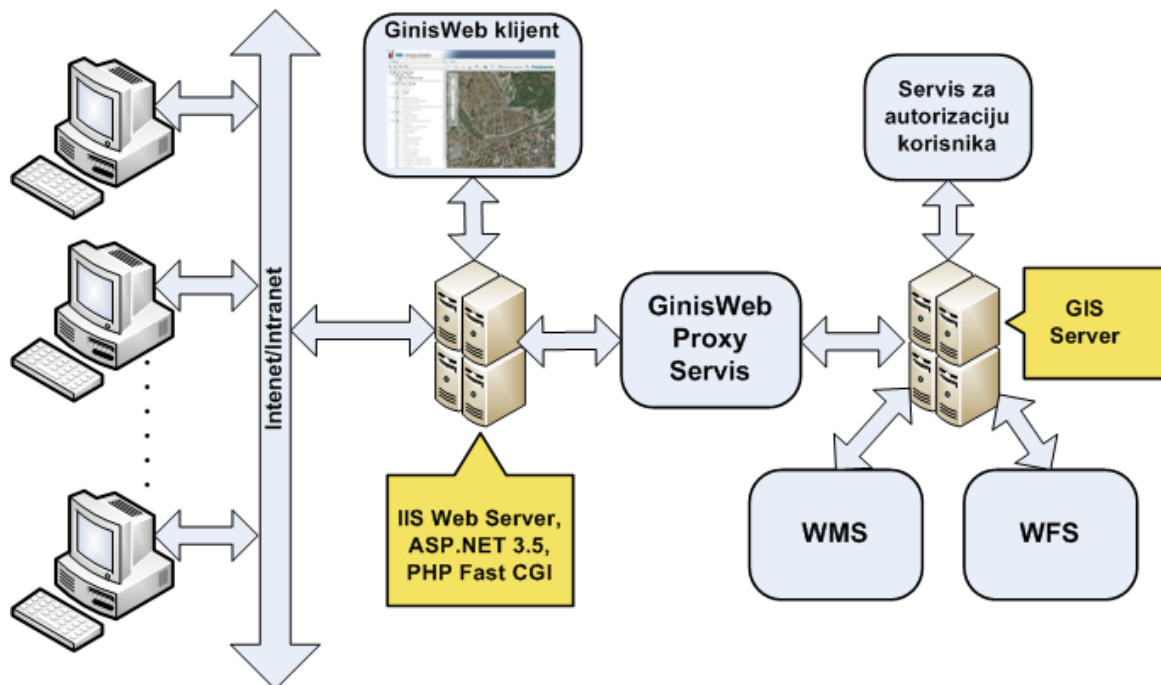 GinisWeb klijent
Servis za
autorizaciju
korisnika
Intenet/Intranet
GinisWeb
Proxy
Servis
GIS
Server
IIS Web Server,
ASP.NET 3.5,
PHP Fast CGI
WMS
WFS